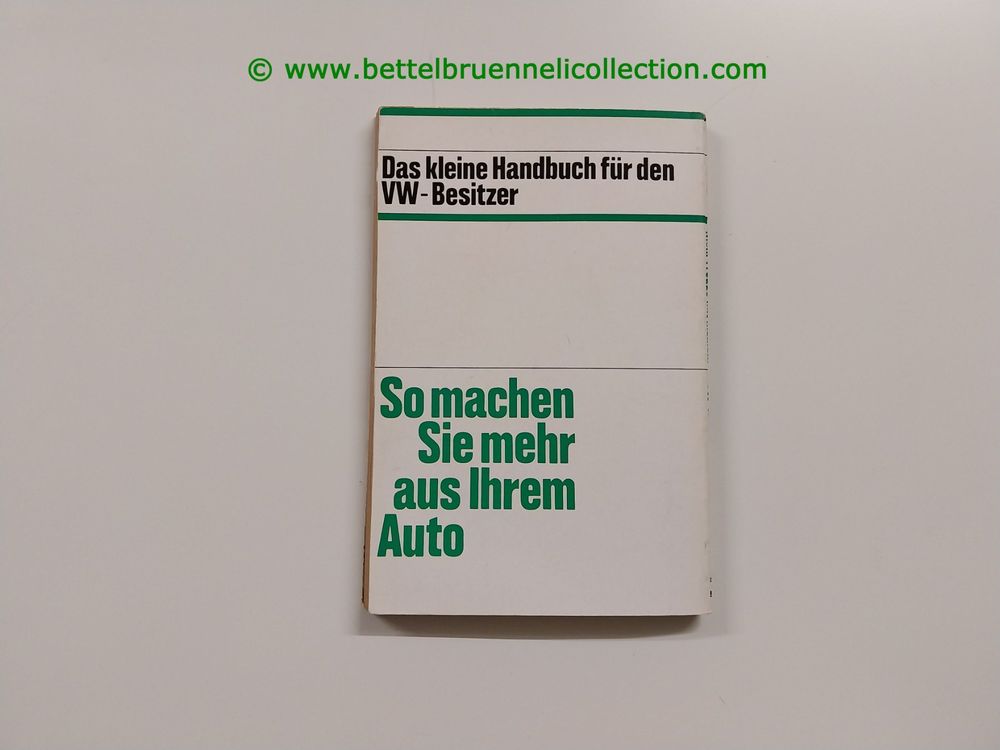 © www.bettelbruennelicollection.com
Das kleine Handbuch für den
VW-Besitzer
So machen
Sie mehr
aus Ihrem
Auto